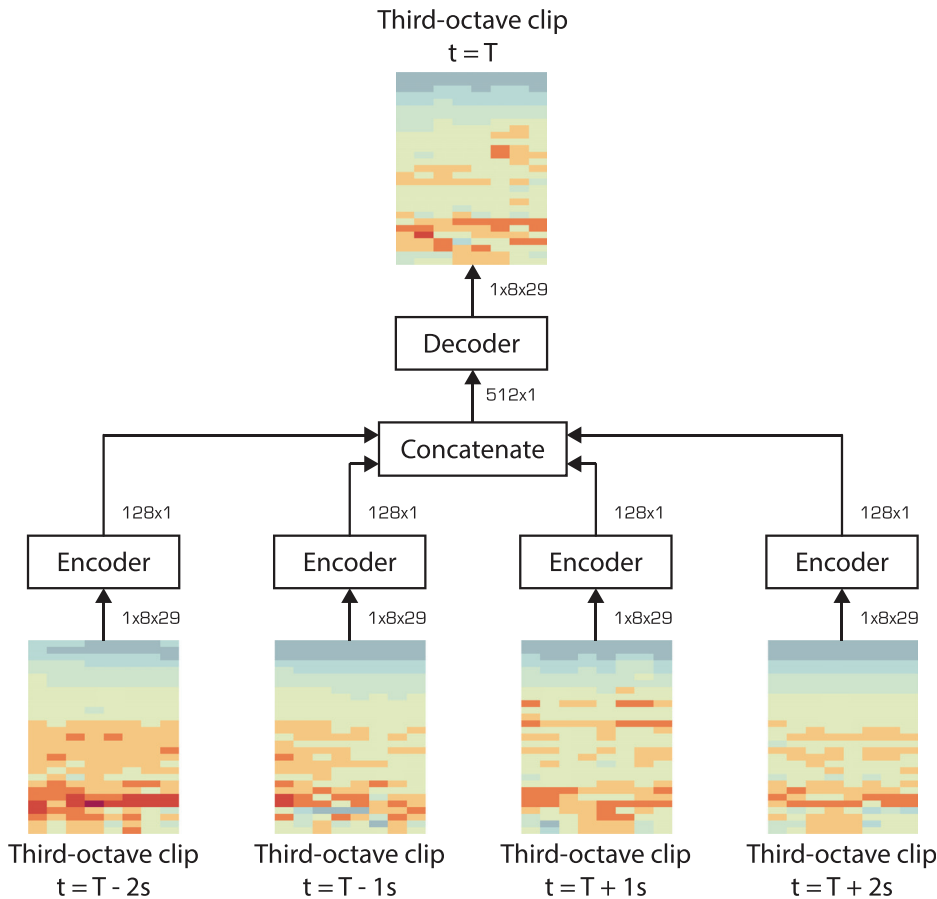 Third-octave clip
t = T
1x8x29
Decoder
512x1
Concatenate
128x1 128x1 128x1 128x1
Encoder Encoder Encoder Encoder
1x8x29 1x8x29 1x8x29 1x8x29
Third-octave clip Third-octave clip Third-octave clip Third-octave clip
t = T - 2s t = T - 1s t = T + 1s t = T + 2s